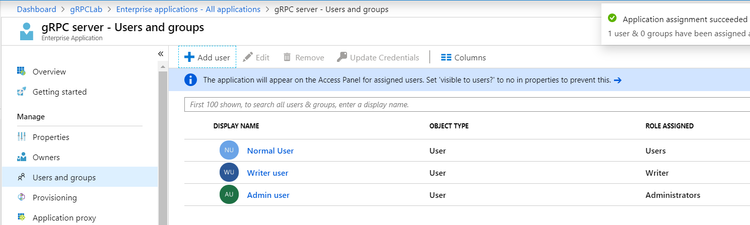 Dashboard > gRPCLab > Enterprise applications - All applications > gRPC server - Users and groups
gRPC server - Users and groups
Enterprise Application
Application assignment succeeded
1 user & 0 groups have been assigned a
«
Overview
Getting started
Manage
Properties
Owners
Users and groups
Provisioning
Application proxy
+ Add user
Edit
Remove
Update Credentials
Columns
The application will appear on the Access Panel for assigned users. Set 'visible to users?' to no in properties to prevent this. →
First 100 shown, to search all users & groups, enter a display name.
DISPLAY NAME OBJECT TYPE ROLE ASSIGNED
NU Normal User User Users
WU Writer user User Writer
AU Admin user User Administrators